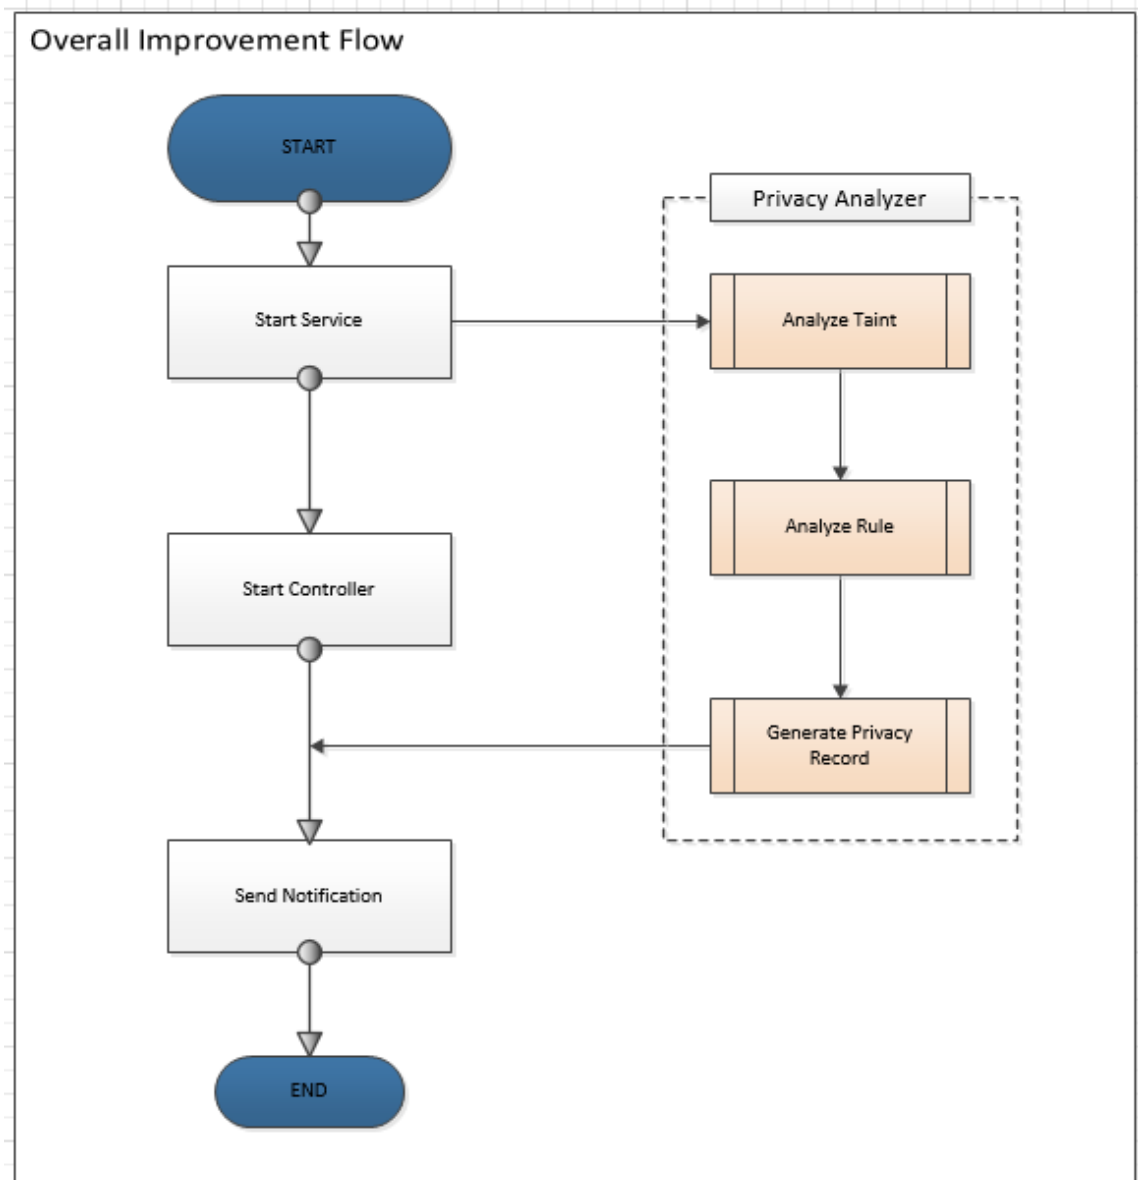 Overall Improvement Flow
START
Privacy Analyzer
Start Service
Analyze Taint
Analyze Rule
Start Controller
Generate Privacy
Record
Send Notification
END